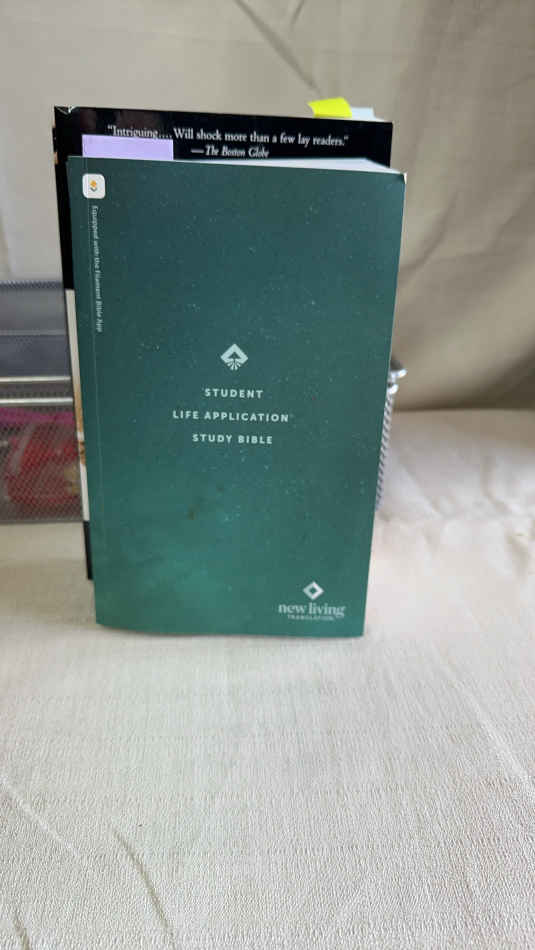 “Intriguing.... Will shock more than a few lay readers.”
—The Boston Globe
Equipped with the Filament Bible App
STUDENT
LIFE APPLICATION®
STUDY BIBLE
new living
TRANSLATION